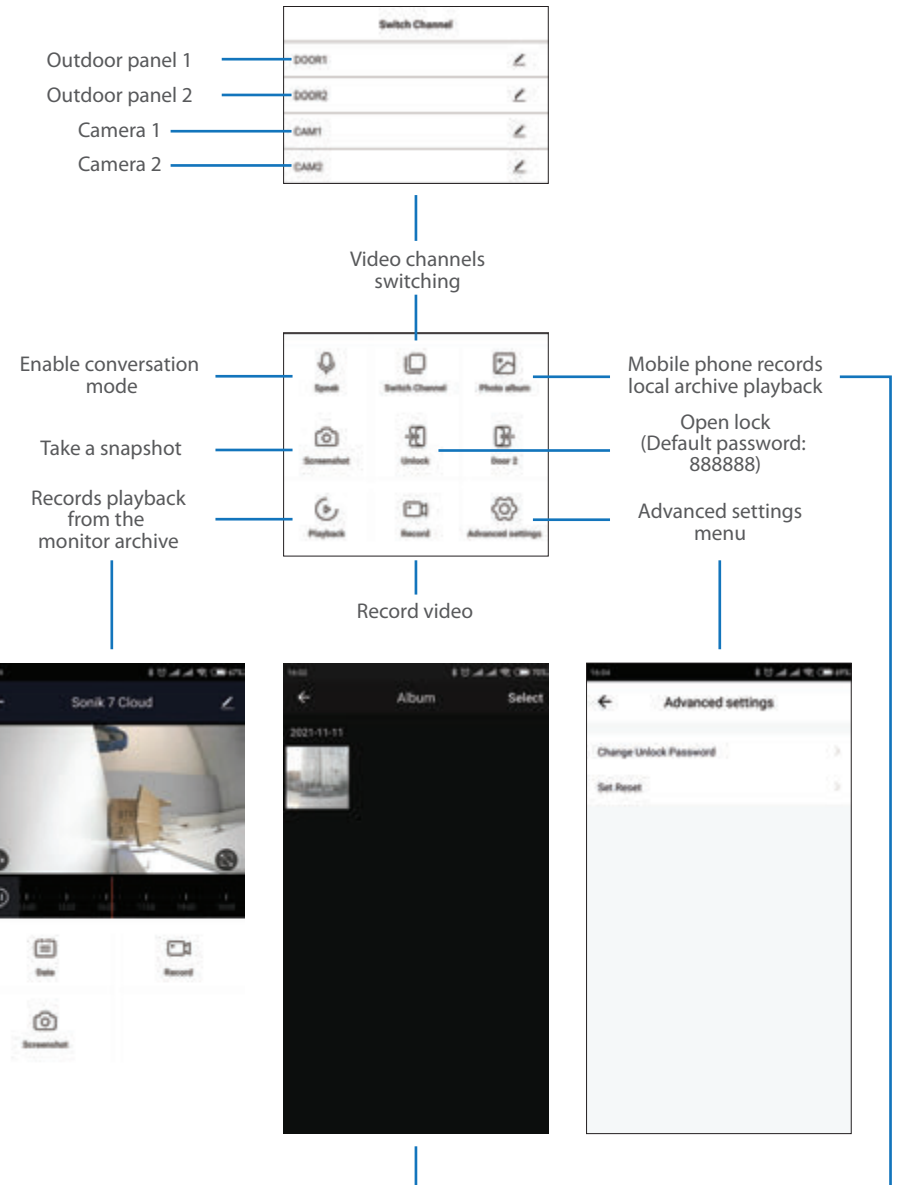 Switch Channel
Outdoor panel 1
DOOR1
Outdoor panel 2
DOOR2
Camera 1
CAM1
Camera 2
CAM2
Video channels
switching
Enable conversation
mode
Speak
Switch Channel
Photo album
Mobile phone records
local archive playback
Take a snapshot
Screenshot
Unlock
Door 2
Open lock
(Default password:
888888)
Records playback
from the
monitor archive
Playback
Record
Advanced settings
Advanced settings
menu
Record video
Sonik 7 Cloud
Date
Record
Screenshot
16:02
Album
Select
2021-11-11
16:04
Advanced settings
Change Unlock Password
Set Reset